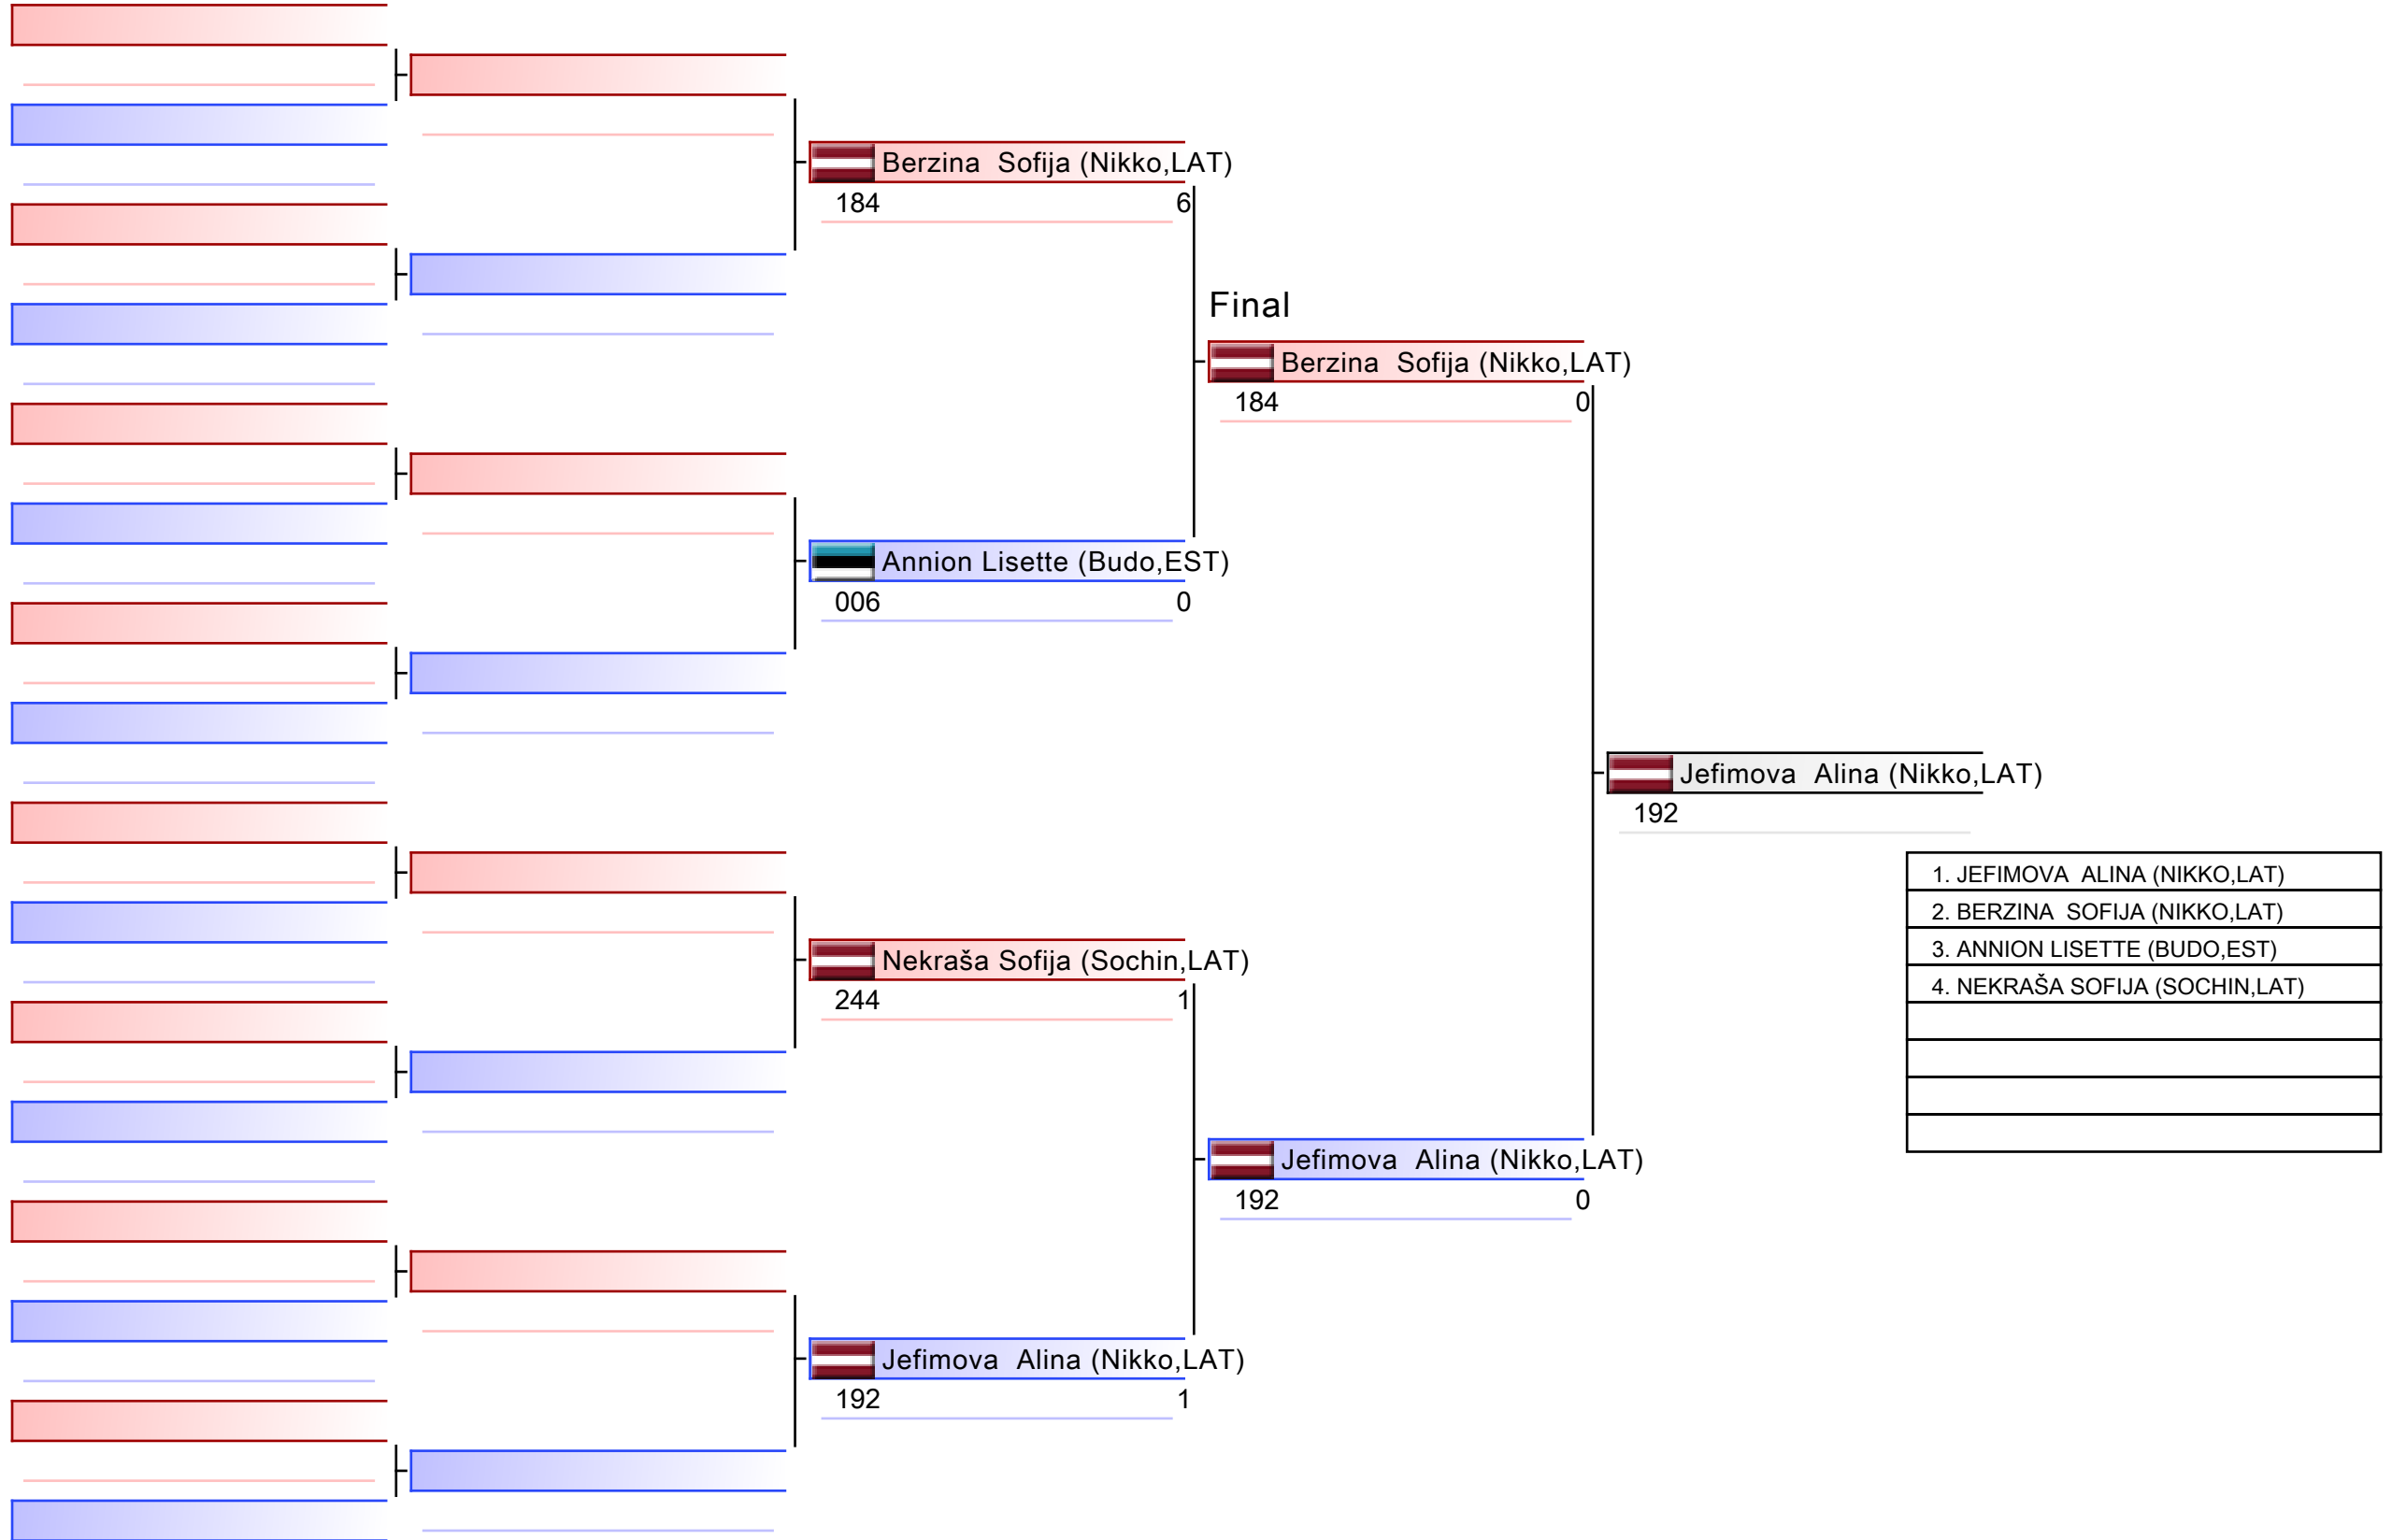 Berzina  Sofija (Nikko,LAT)
184 6
Final
Berzina  Sofija (Nikko,LAT)
184 0
Annion Lisette (Budo,EST)
006 0
Jefimova  Alina (Nikko,LAT)
192
1. JEFIMOVA  ALINA (NIKKO,LAT)
2. BERZINA  SOFIJA (NIKKO,LAT)
3. ANNION LISETTE (BUDO,EST)
4. NEKRAŠA SOFIJA (SOCHIN,LAT)
Nekraša Sofija (Sochin,LAT)
244 1
Jefimova  Alina (Nikko,LAT)
192 0
Jefimova  Alina (Nikko,LAT)
192 1